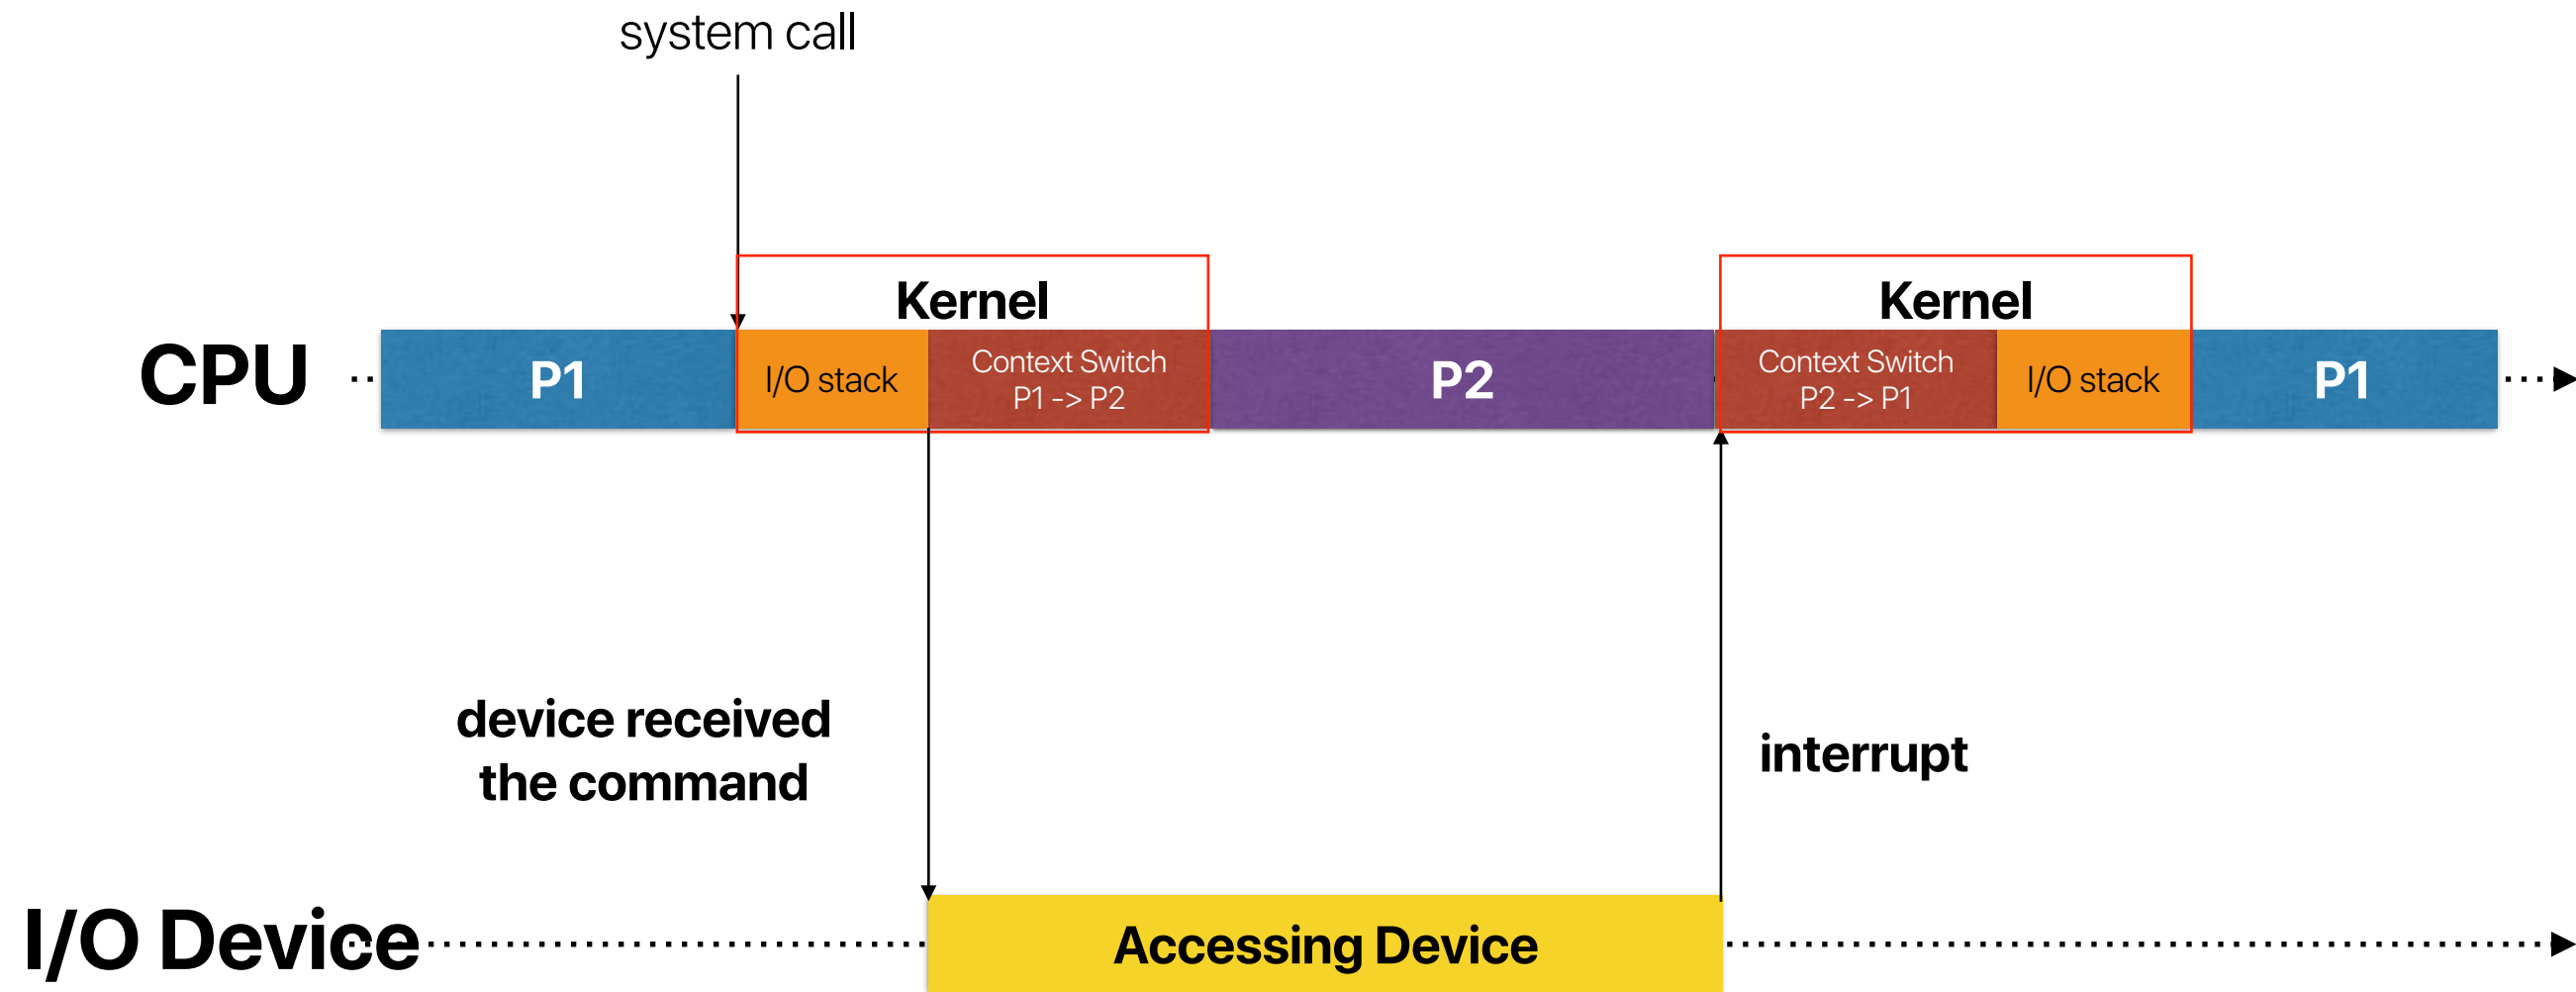 system call
Kernel
Kernel
CPU
P1
I/O stack
Context Switch
P1 -> P2
P2
Context Switch
P2 -> P1
I/O stack
P1
device received
the command
interrupt
I/O Device
Accessing Device